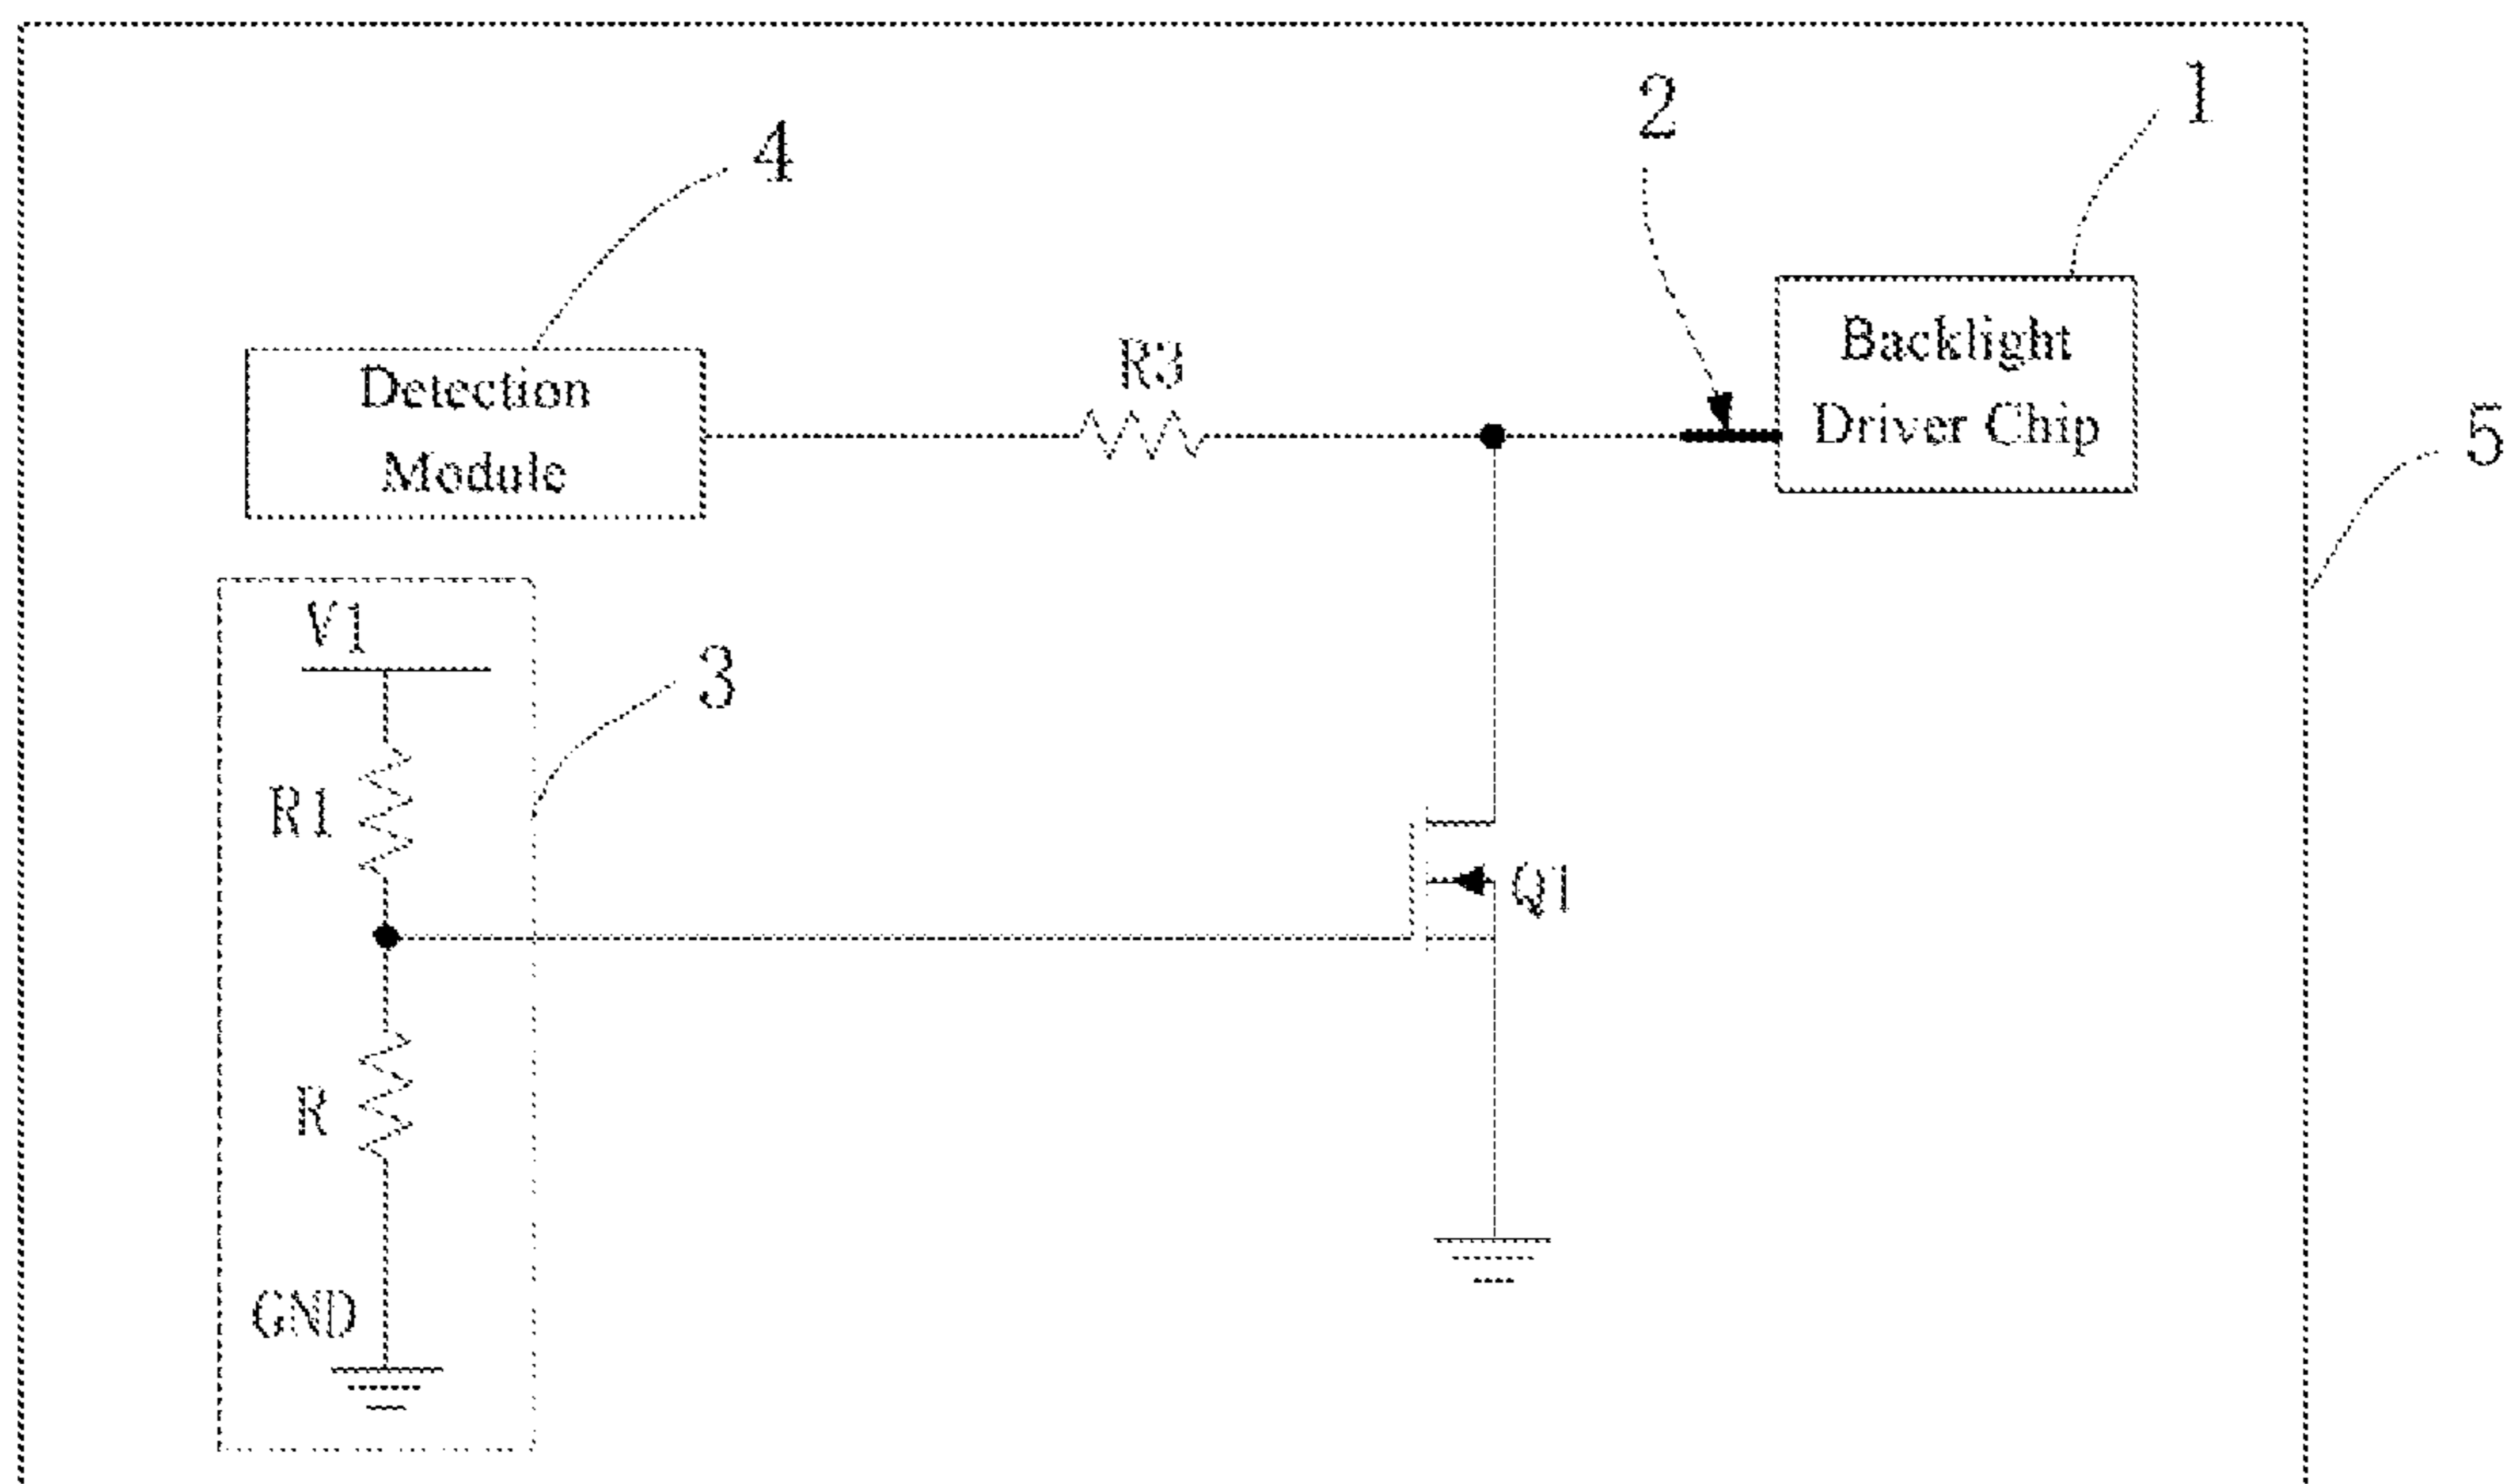 1
2
4
Backlight
Driver Chip
R3
Detection
Module
5
V1
3
R1
Q1
R
GND